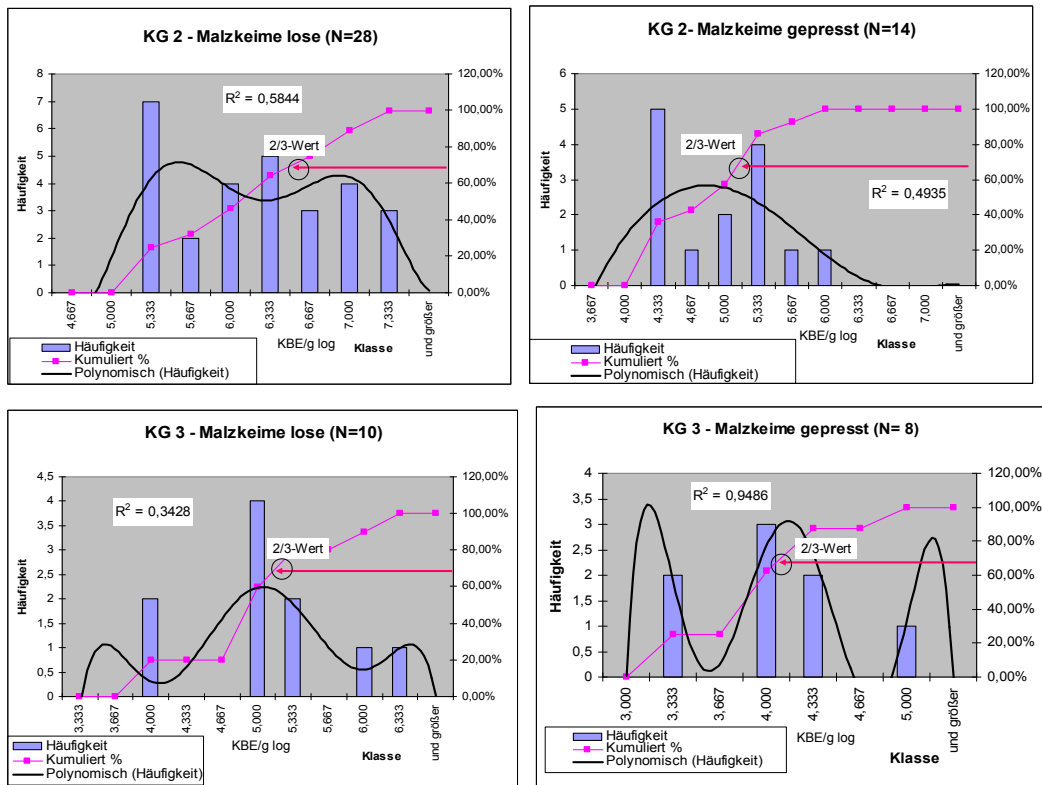 KG 2 - Malzkeime lose (N=28)
8
7
6
5
4
3
2
1
0
Häufigkeit
120,00%
100,00%
80,00%
60,00%
40,00%
20,00%
0,00%
R² = 0,5844
2/3-Wert
4,667
5,000
5,333
5,667
6,000
6,333
6,667
7,000
7,333
und größer
KBE/g log
Klasse
Häufigkeit
Kumuliert %
Polynomisch (Häufigkeit)
KG 2- Malzkeime gepresst (N=14)
6
5
4
3
2
1
0
Häufigkeit
120,00%
100,00%
80,00%
60,00%
40,00%
20,00%
0,00%
2/3-Wert
R² = 0,4935
3,667
4,000
4,333
4,667
5,000
5,333
5,667
6,000
6,333
6,667
7,000
und größer
KBE/g log
Klasse
Häufigkeit
Kumuliert %
Polynomisch (Häufigkeit)
KG 3 - Malzkeime lose (N=10)
4,5
4
3,5
3
2,5
2
1,5
1
0,5
0
Häufigkeit
120,00%
100,00%
80,00%
60,00%
40,00%
20,00%
0,00%
R² = 0,3428
2/3-Wert
3,333
3,667
4,000
4,333
4,667
5,000
5,333
5,667
6,000
6,333
und größer
KBE/g log
Klasse
Häufigkeit
Kumuliert %
Polynomisch (Häufigkeit)
KG 3 - Malzkeime gepresst (N= 8)
4
3,5
3
2,5
2
1,5
1
0,5
0
Häufigkeit
120,00%
100,00%
80,00%
60,00%
40,00%
20,00%
0,00%
R² = 0,9486
2/3-Wert
3,000
3,333
3,667
4,000
4,333
4,667
5,000
und größer
KBE/g log
Klasse
Häufigkeit
Kumuliert %
Polynomisch (Häufigkeit)